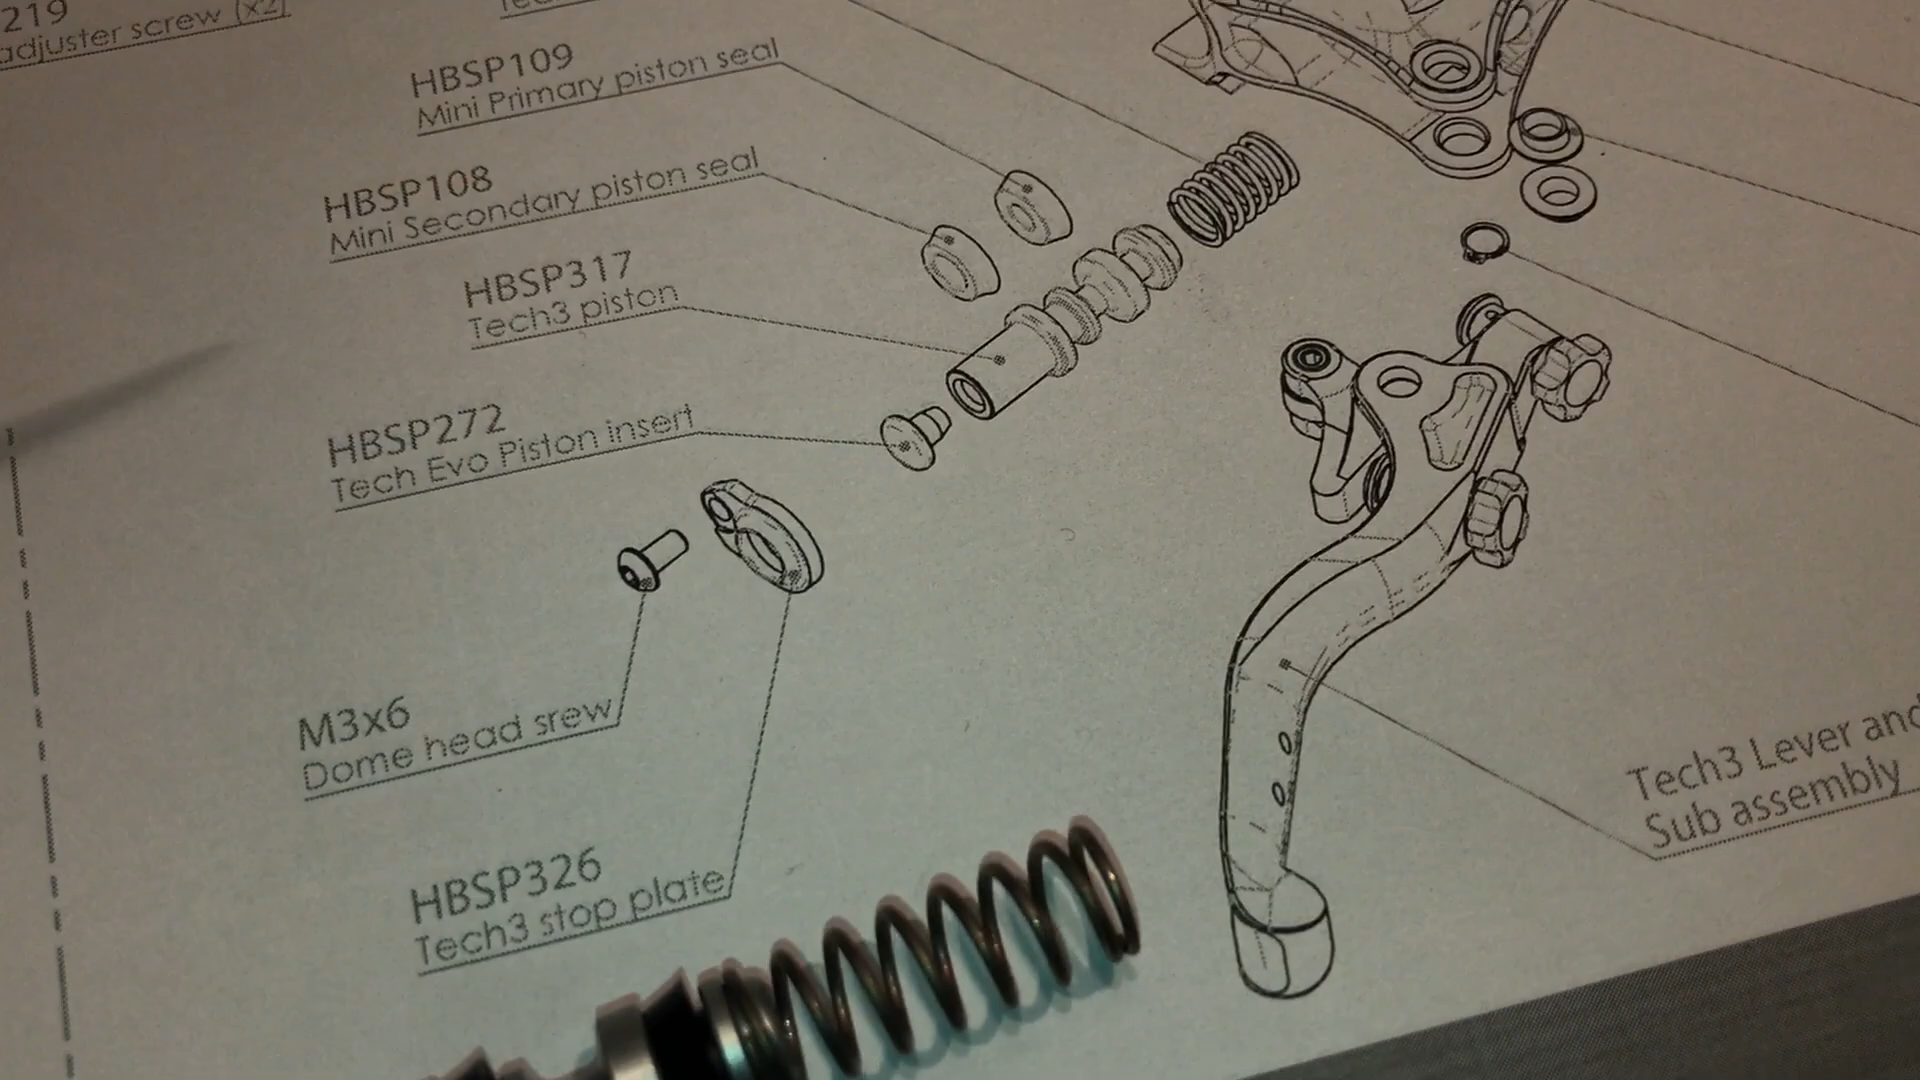 219
adjuster screw (x2)
HBSP109
Mini Primary piston seal
HBSP108
Mini Secondary piston seal
HBSP317
Tech3 piston
HBSP272
Tech Evo Piston insert
M3x6
Dome head srew
HBSP326
Tech3 stop plate
Tech3 Lever and
Sub assembly